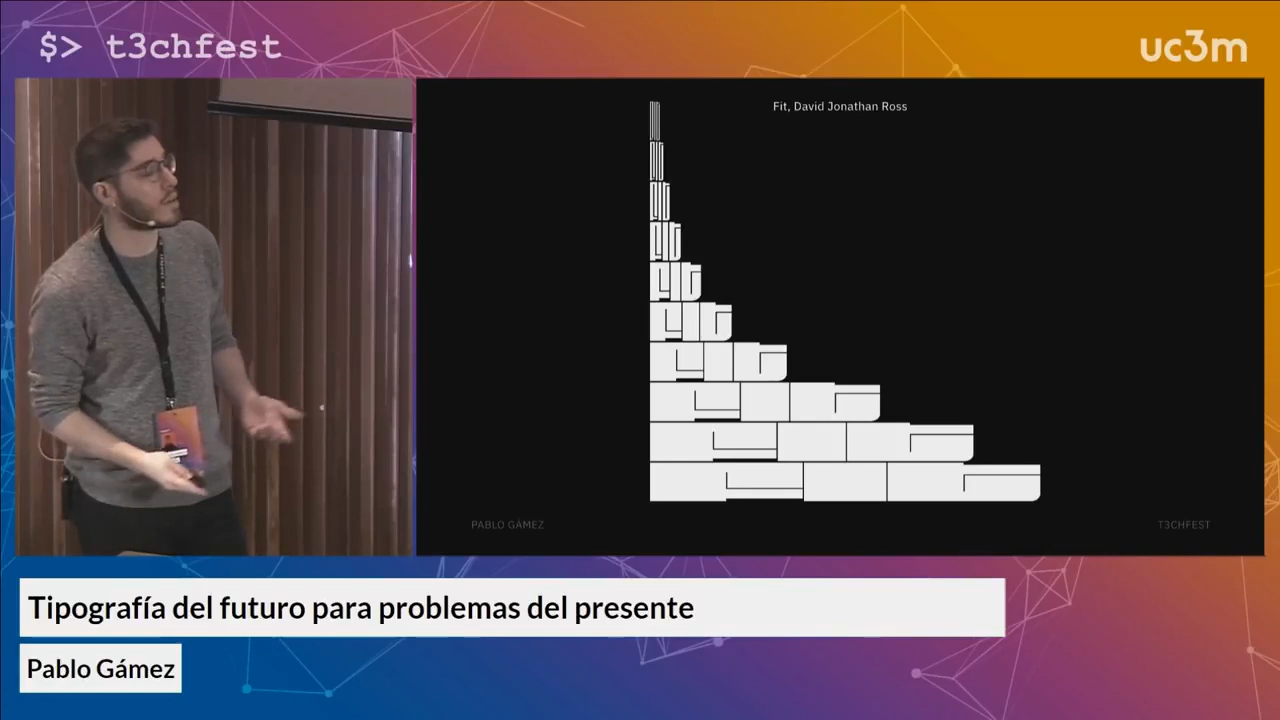 $> t3chfest
uc3m
Fit, David Jonathan Ross
PABLO GÁMEZ
T3CHFEST
Tipografía del futuro para problemas del presente
Pablo Gámez